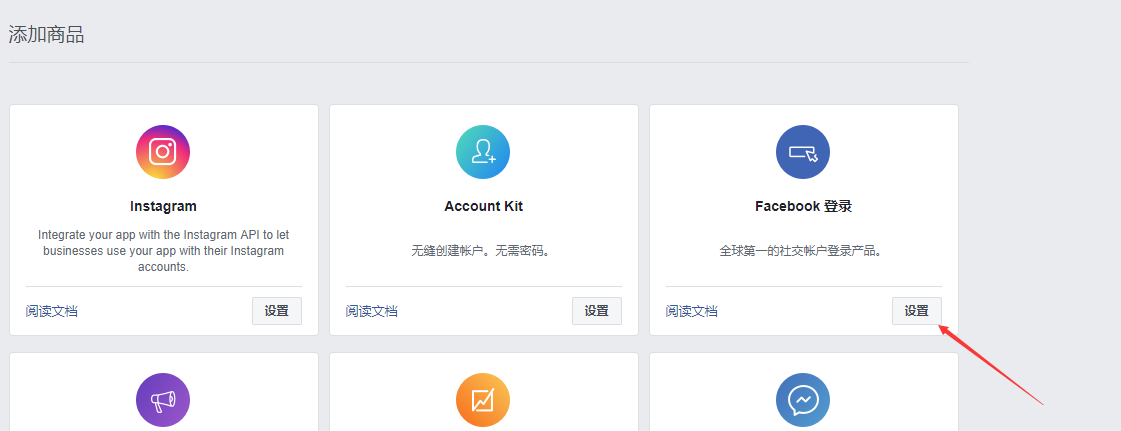 添加商品
Instagram
Integrate your app with the Instagram API to let
businesses use your app with their Instagram
accounts.
阅读文档
设置
Account Kit
无缝创建帐户。无需密码。
阅读文档
设置
Facebook 登录
全球第一的社交帐户登录产品。
阅读文档
设置